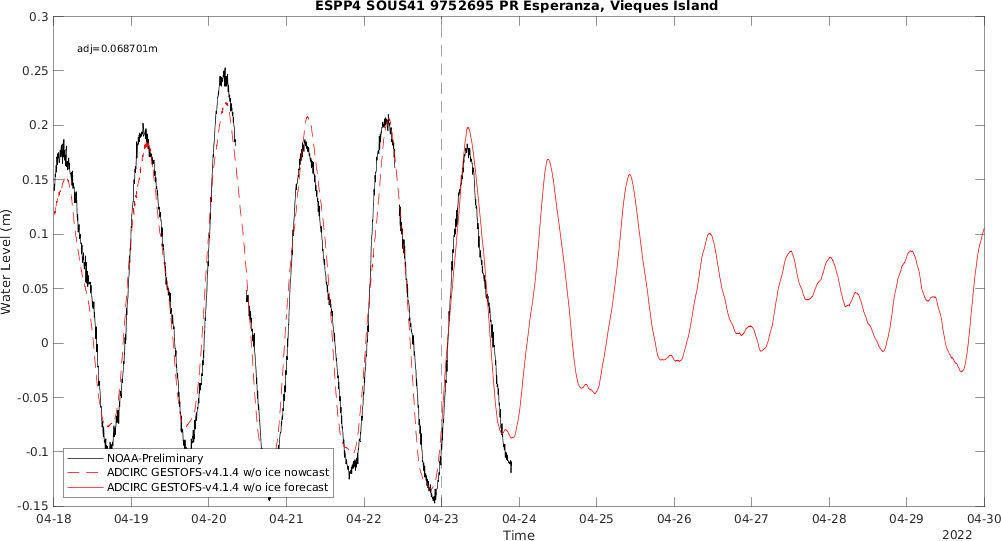 ESPP4 SOUS41 9752695 PR Esperanza, Vieques Island
adj=0.068701m
0.3
0.25
0.2
0.15
0.1
0.05
0
-0.05
-0.1
-0.15
Water Level (m)
NOAA-Preliminary
ADCIRC GESTOFS-v4.1.4 w/o ice nowcast
ADCIRC GESTOFS-v4.1.4 w/o ice forecast
04-18 04-19 04-20 04-21 04-22 04-23 04-24 04-25 04-26 04-27 04-28 04-29 04-30
Time
2022